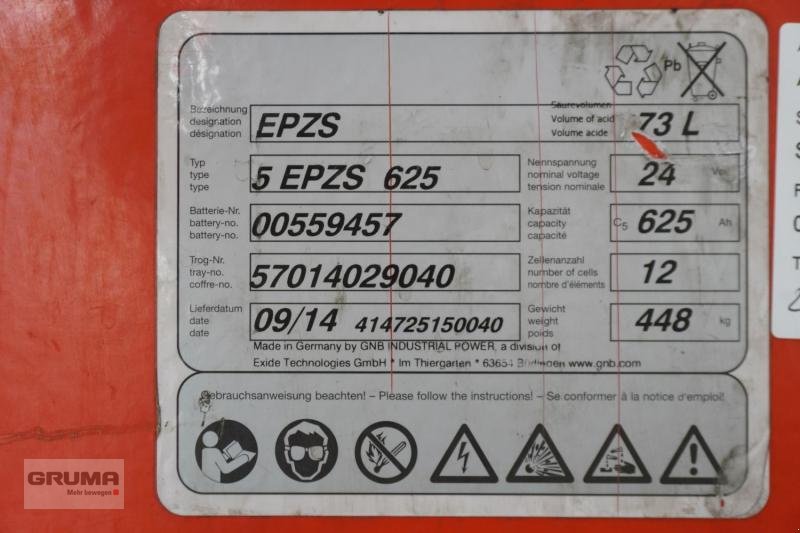 Pb
Bezeichnung
designation
désignation
EPZS
Säurevolumen
Volume of acid
Volume acide
73 L
Typ
type
type
5 EPZS 625
Nennspannung
nominal voltage
tension nominale
24
Batterie-Nr.
battery-no.
battery-no.
00559457
Kapazität
capacity
capacité
C5 625 Ah
Trog-Nr.
tray-no.
coffre-no.
57014029040
Zellenanzahl
number of cells
nombre d'éléments
12
Lieferdatum
date
date
09/14 414725150040
Gewicht
weight
poids
448 kg
Made in Germany by GNB INDUSTRIAL POWER, a division of
Exide Technologies GmbH * Im Thiergarten * 63654 Büdingen www.gnb.com
Gebrauchsanweisung beachten! – Please follow the instructions! – Se conformer à la notice d'emploi!
GRUMA
Mehr bewegen